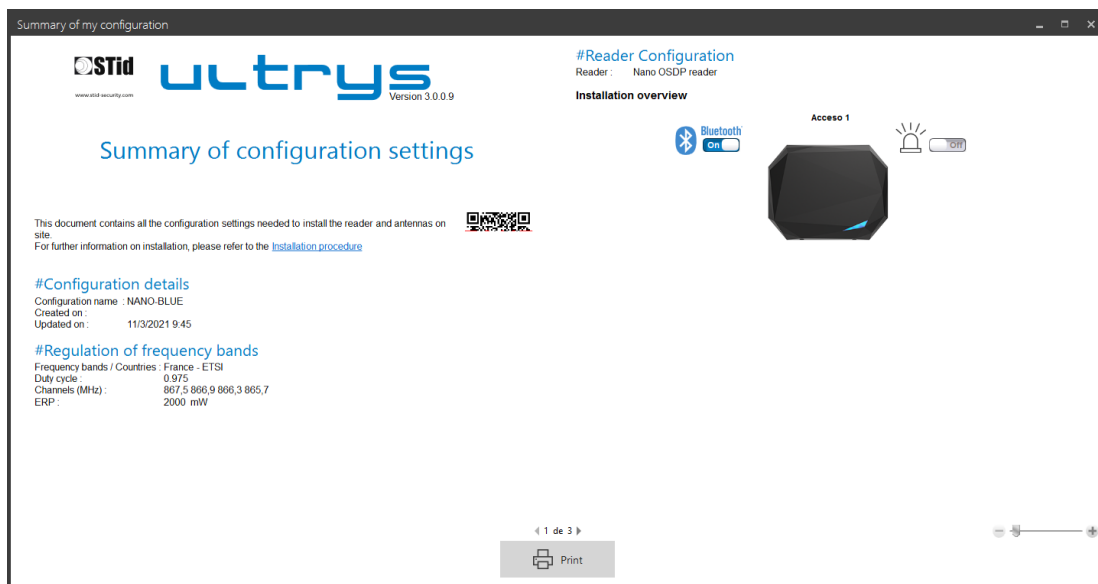 Summary of my configuration
STid
www.stid-security.com
ultrys
Version 3.0.0.9
Summary of configuration settings
This document contains all the configuration settings needed to install the reader and antennas on
site.
For further information on installation, please refer to the Installation procedure
#Configuration details
Configuration name : NANO-BLUE
Created on :
Updated on : 11/3/2021 9:45
#Regulation of frequency bands
Frequency bands / Countries : France - ETSI
Duty cycle : 0.975
Channels (MHz) : 867,5 866,9 866,3 865,7
ERP : 2000 mW
#Reader Configuration
Reader : Nano OSDP reader
Installation overview
Acceso 1
Bluetooth
On
Off
1 de 3
Print